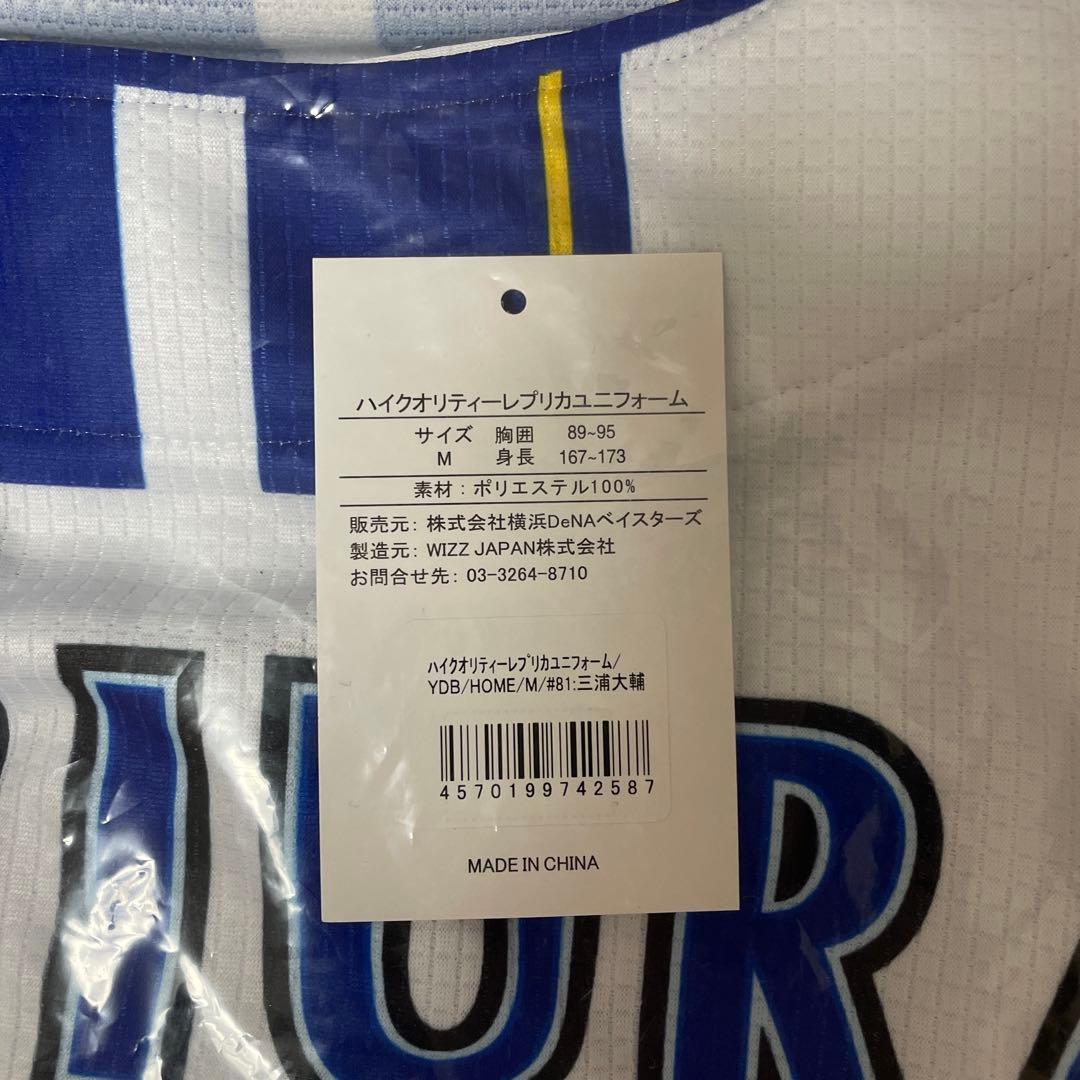 ハイクオリティーレプリカユニフォーム
サイズ 胸囲 89~95
M 身長 167~173
素材：ポリエステル100%
販売元： 株式会社横浜DeNAベイスターズ
製造元： WIZZ JAPAN株式会社
お問合せ先： 03-3264-8710
ﾊｲｸｵﾘﾃｨｰﾚﾌﾟﾘｶﾕﾆﾌｫｰﾑ/
YDB/HOME/M/#81:三浦大輔
4570199742587
MADE IN CHINA
IUR